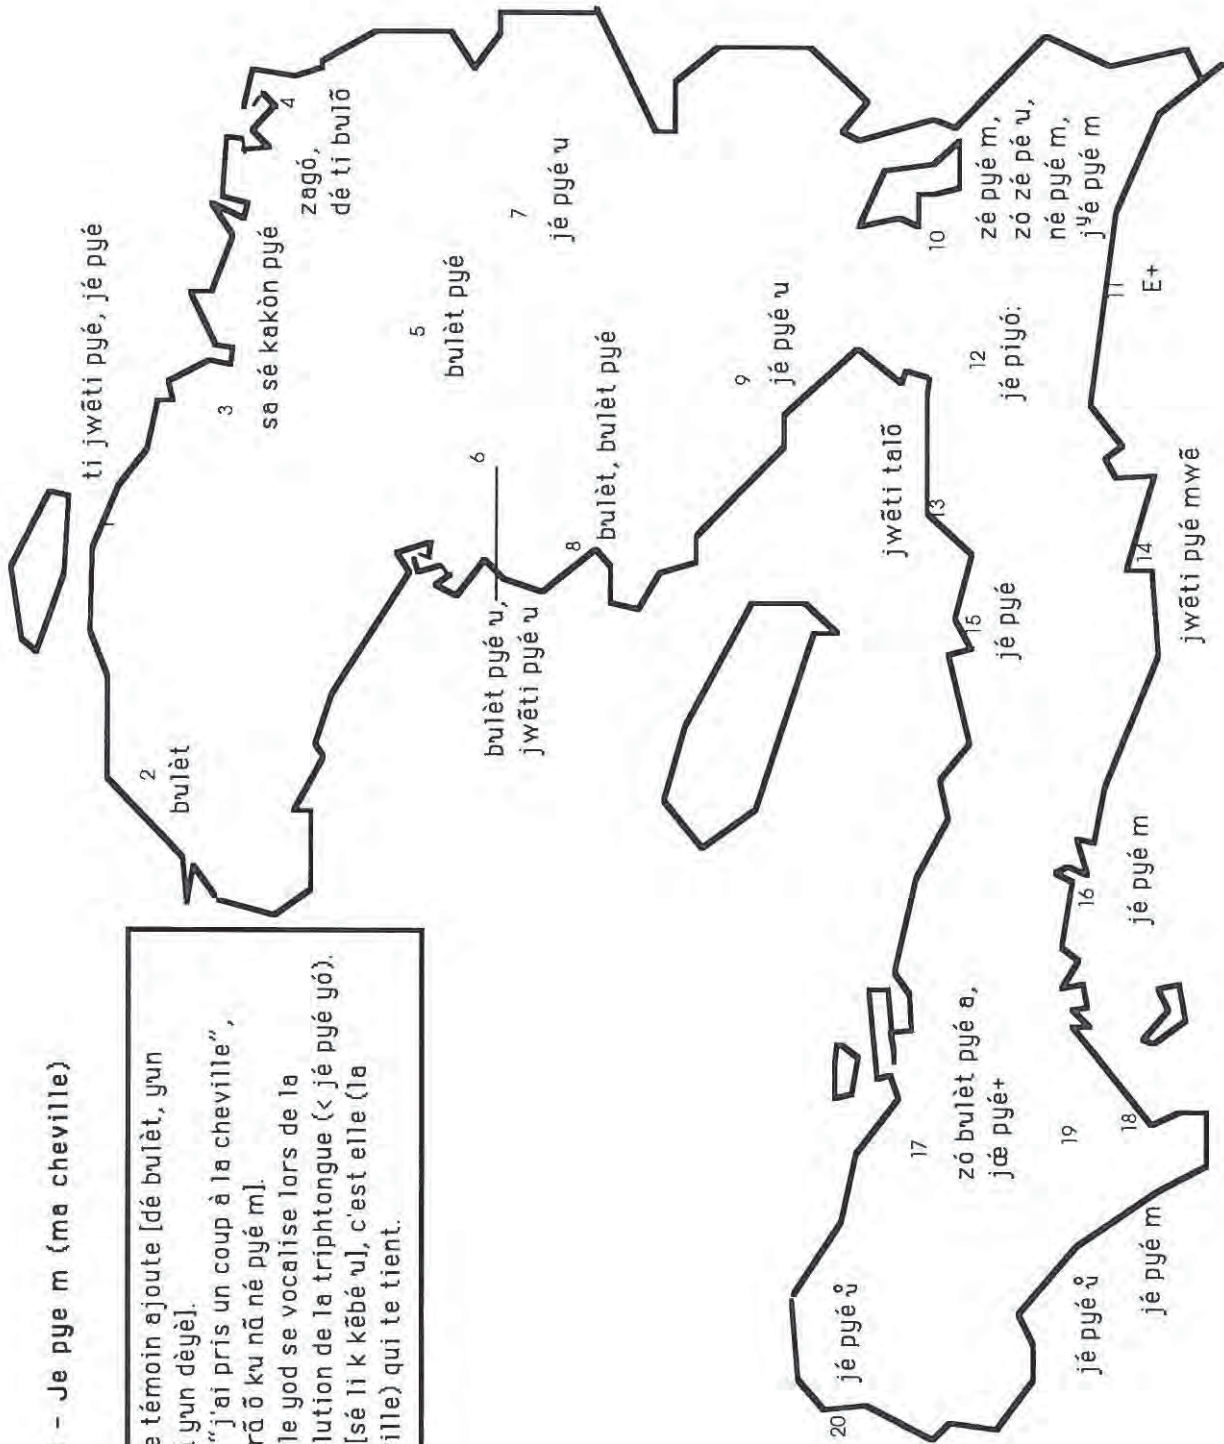 – Je pye m (ma cheville)
e témoin ajoute [dé bulèt, yun
yun dèyè].
"j'ai pris un coup à la cheville",
rã õ ku nã né pyé m].
le yod se vocalise lors de la
lution de la triphtongue (< jé pyé yó).
[sé li k kẽbé u], c'est elle (la
ille) qui te tient.
1
ti jwẽti pyé, jé pyé
2
bulèt
3
sa sé kakòn pyé
4
zagó,
dé ti bulõ
5
bulèt pyé
6
bulèt pyé u,
jwẽti pyé u
7
jé pyé u
8
bulèt, bulèt pyé
9
jé pyé u
10
zé pyé m,
zó zé pé u,
né pyé m,
jʸé pyé m
11
E+
12
jé piyó:
13
jwẽti talõ
14
jwẽti pyé mwẽ
15
jé pyé
16
jé pyé m
17
zó bulèt pyé a,
jœ pyé+
18
jé pyé m
19
jé pyé ů
20
jé pyé ů